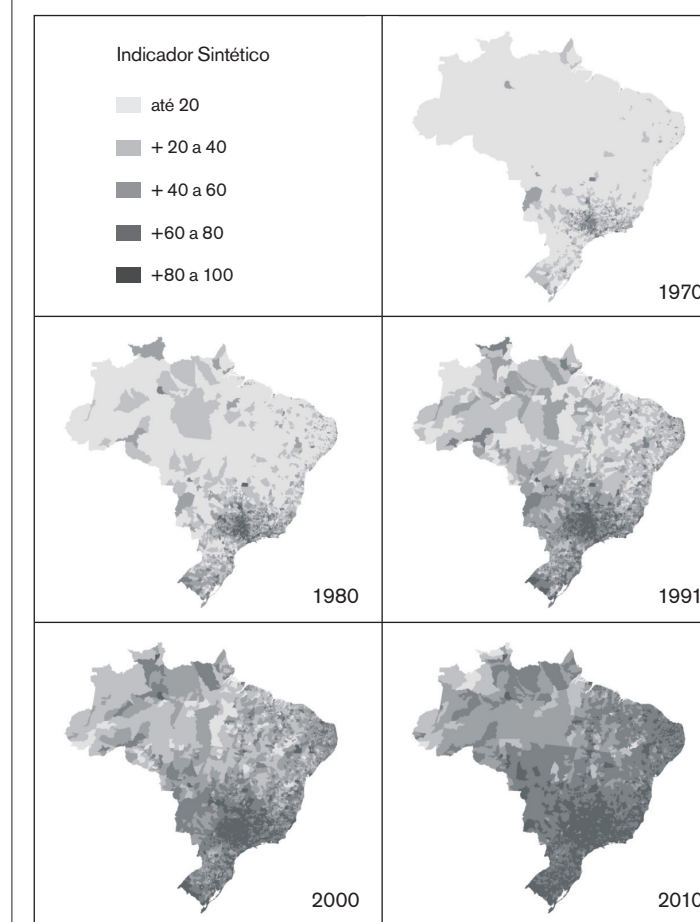 Indicador Sintético
até 20
+ 20 a 40
+ 40 a 60
+60 a 80
+80 a 100
1970
1980
1991
2000
2010